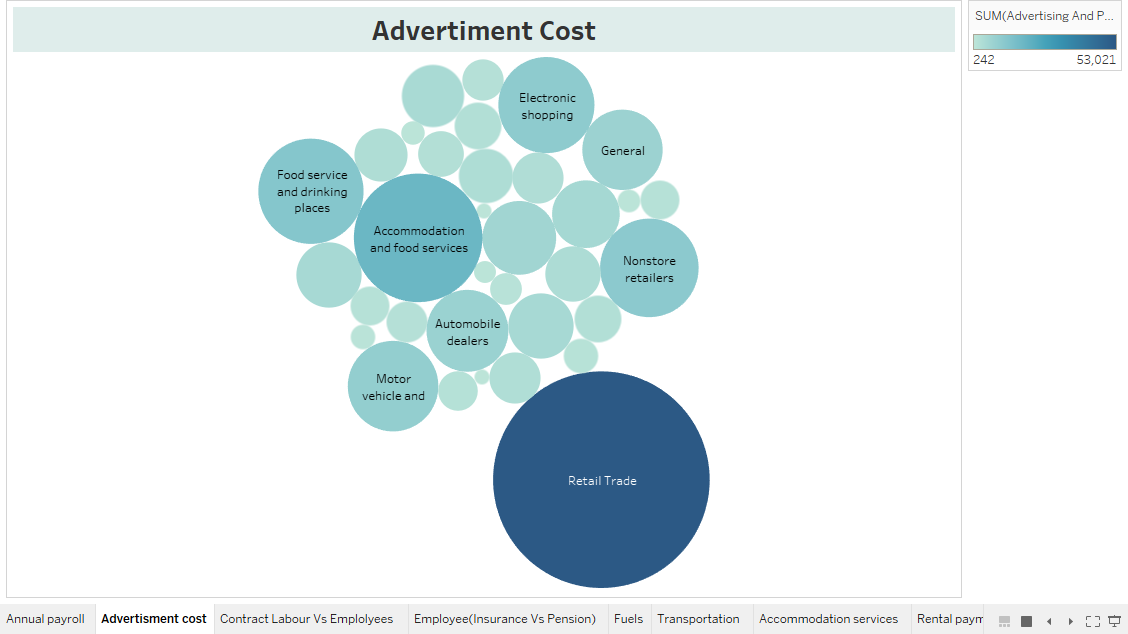 Advertiment Cost
SUM(Advertising And P...
242
53,021
Electronic
shopping
General
Food service
and drinking
places
Accommodation
and food services
Nonstore
retailers
Automobile
dealers
Motor
vehicle and
Retail Trade
Annual payroll
Advertisment cost
Contract Labour Vs Emplolyees
Employee(Insurance Vs Pension)
Fuels
Transportation
Accommodation services
Rental paym